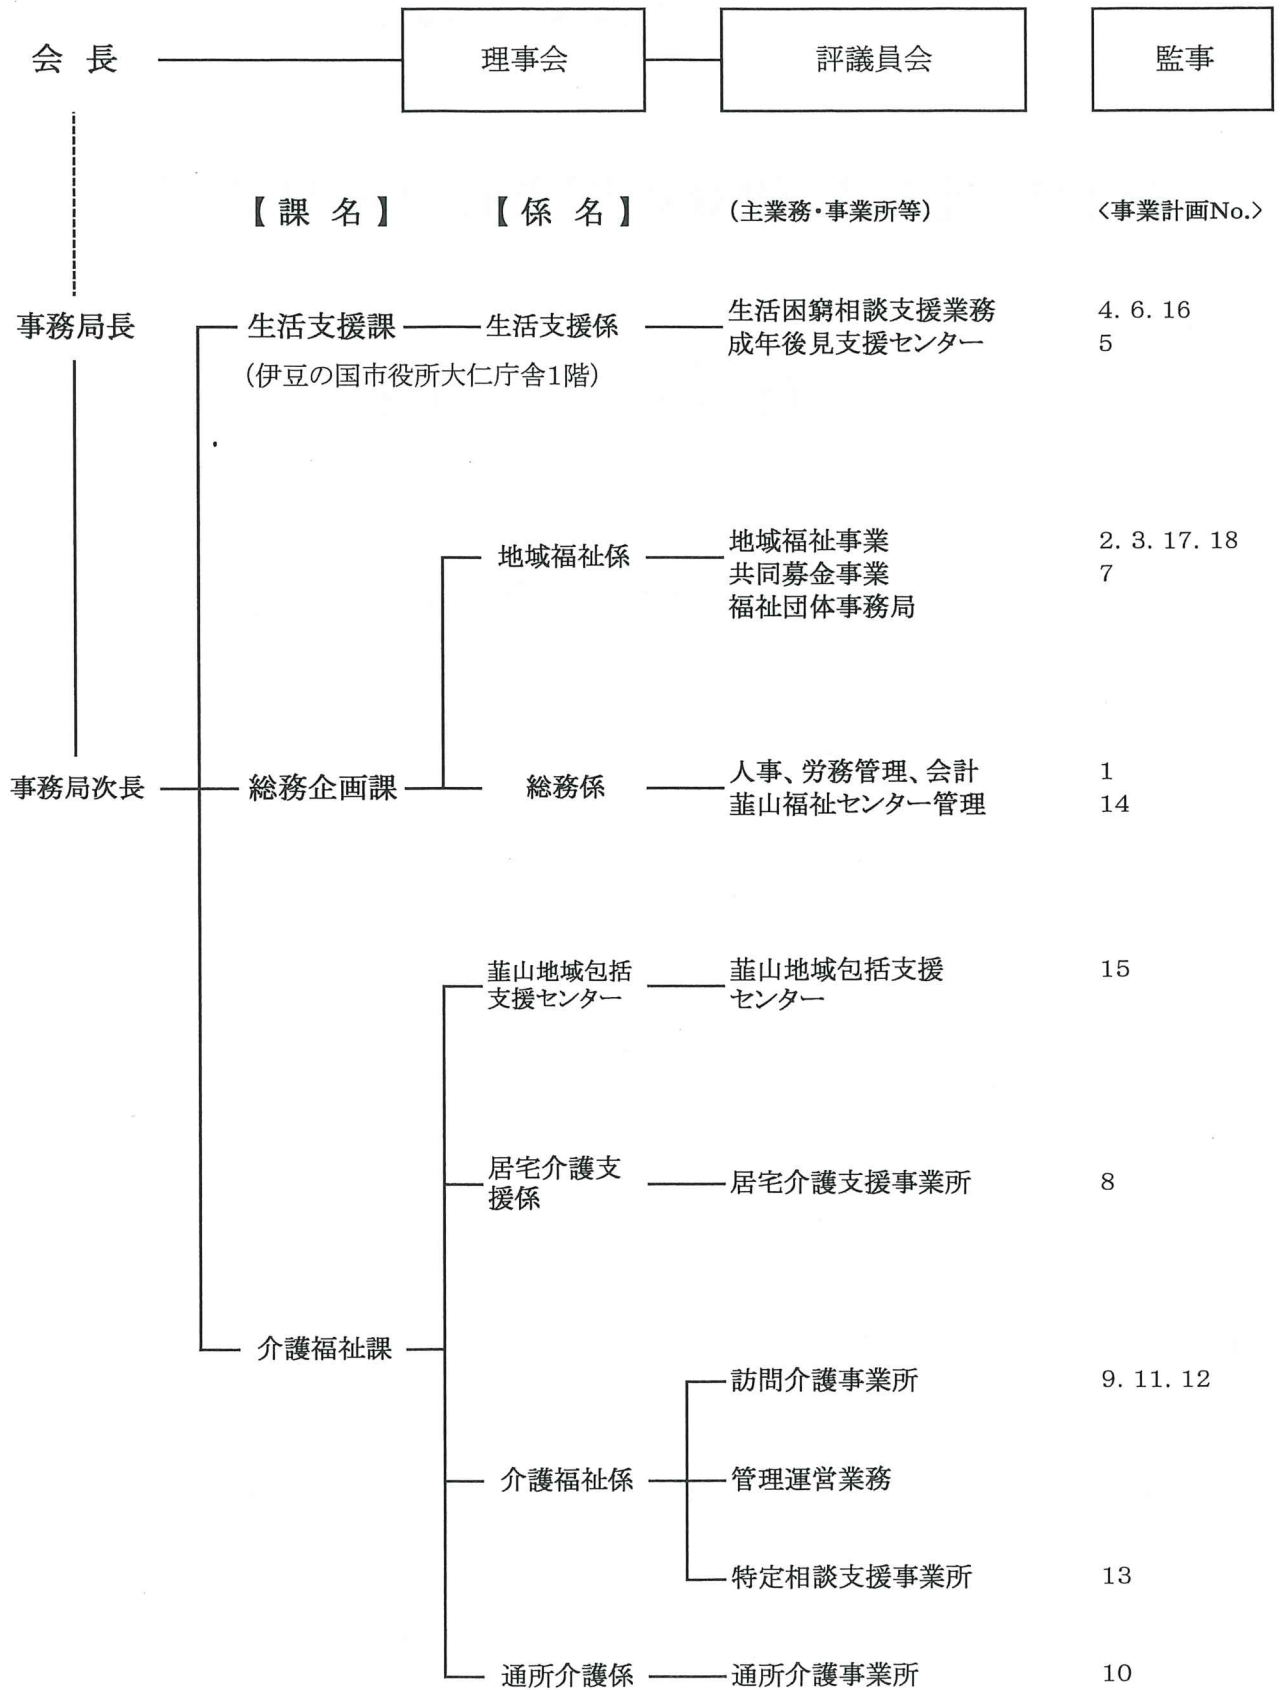 会 長 理事会 評議員会 監事
【 課 名 】 【 係 名 】 (主業務・事業所等) <事業計画No.>
事務局長 生活支援課 生活支援係 生活困窮相談支援業務 4. 6. 16
成年後見支援センター 5
(伊豆の国市役所大仁庁舎1階)
地域福祉係 地域福祉事業 2. 3. 17. 18
共同募金事業 7
福祉団体事務局
事務局次長 総務企画課 総務係 人事、労務管理、会計 1
韮山福祉センター管理 14
韮山地域包括 韮山地域包括支援 15
支援センター センター
居宅介護支 居宅介護支援事業所 8
援係
介護福祉課
訪問介護事業所 9. 11. 12
介護福祉係 管理運営業務
特定相談支援事業所 13
通所介護係 通所介護事業所 10